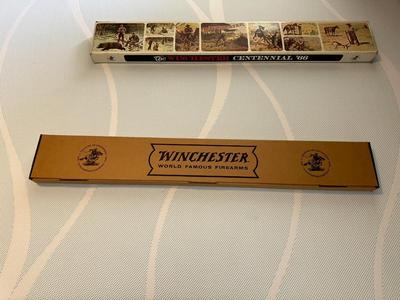 The WINCHESTER CENTENNIAL '66
WINCHESTER
WORLD FAMOUS FIREARMS